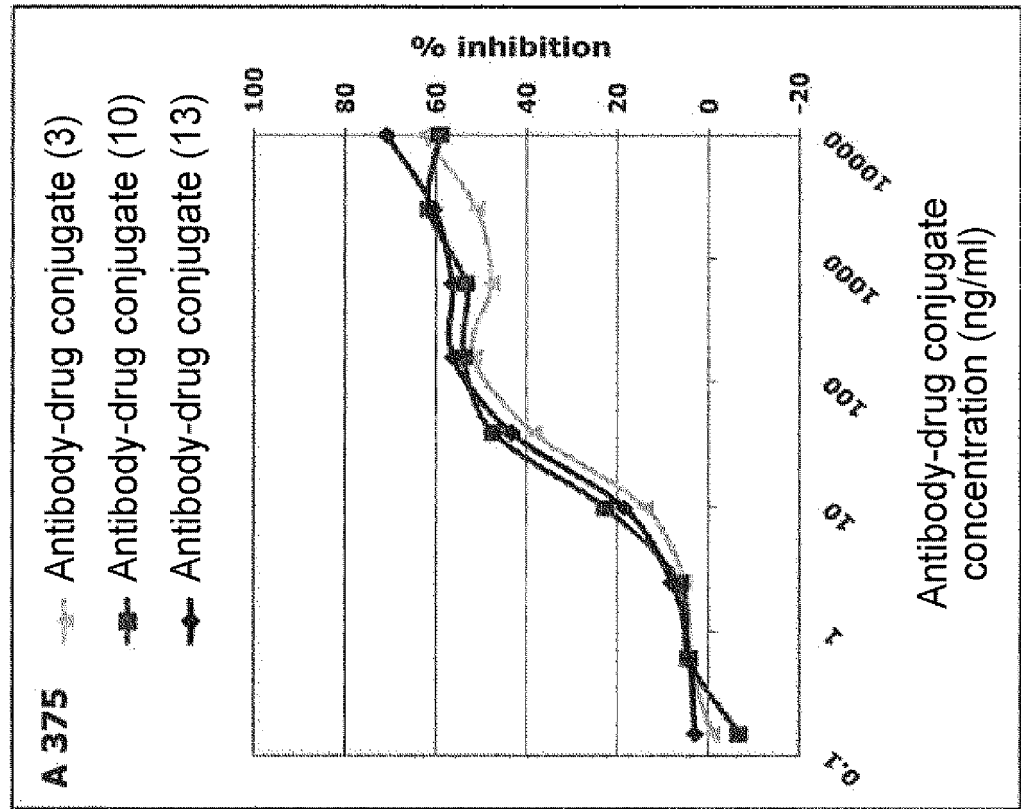 A 375
Antibody-drug conjugate (3)
Antibody-drug conjugate (10)
Antibody-drug conjugate (13)
% inhibition
100
80
60
40
20
0
-20
0,1
1
10
100
1000
10000
Antibody-drug conjugate
concentration (ng/ml)